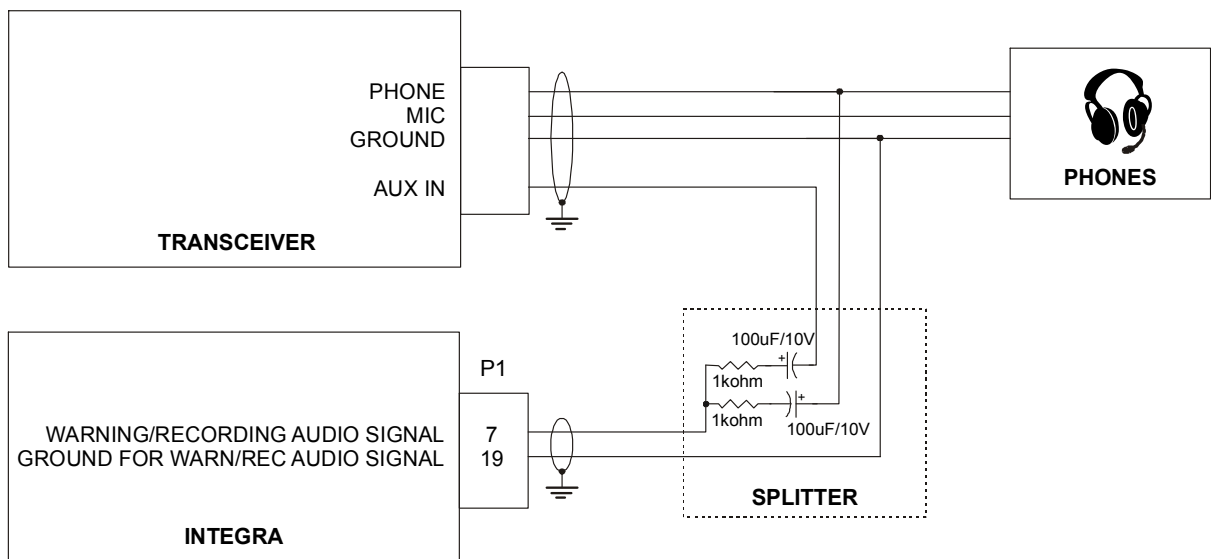 PHONE
MIC
GROUND
AUX IN
TRANSCEIVER
PHONES
P1
WARNING/RECORDING AUDIO SIGNAL 7
GROUND FOR WARN/REC AUDIO SIGNAL 19
INTEGRA
100uF/10V
+
1kohm
+
1kohm
100uF/10V
SPLITTER